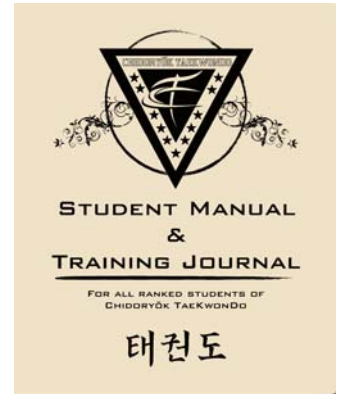 CHIDORYŎK TAEKWONDO
STUDENT MANUAL
&
TRAINING JOURNAL
FOR ALL RANKED STUDENTS OF
CHIDORYŎK TAEKWONDO
태권도